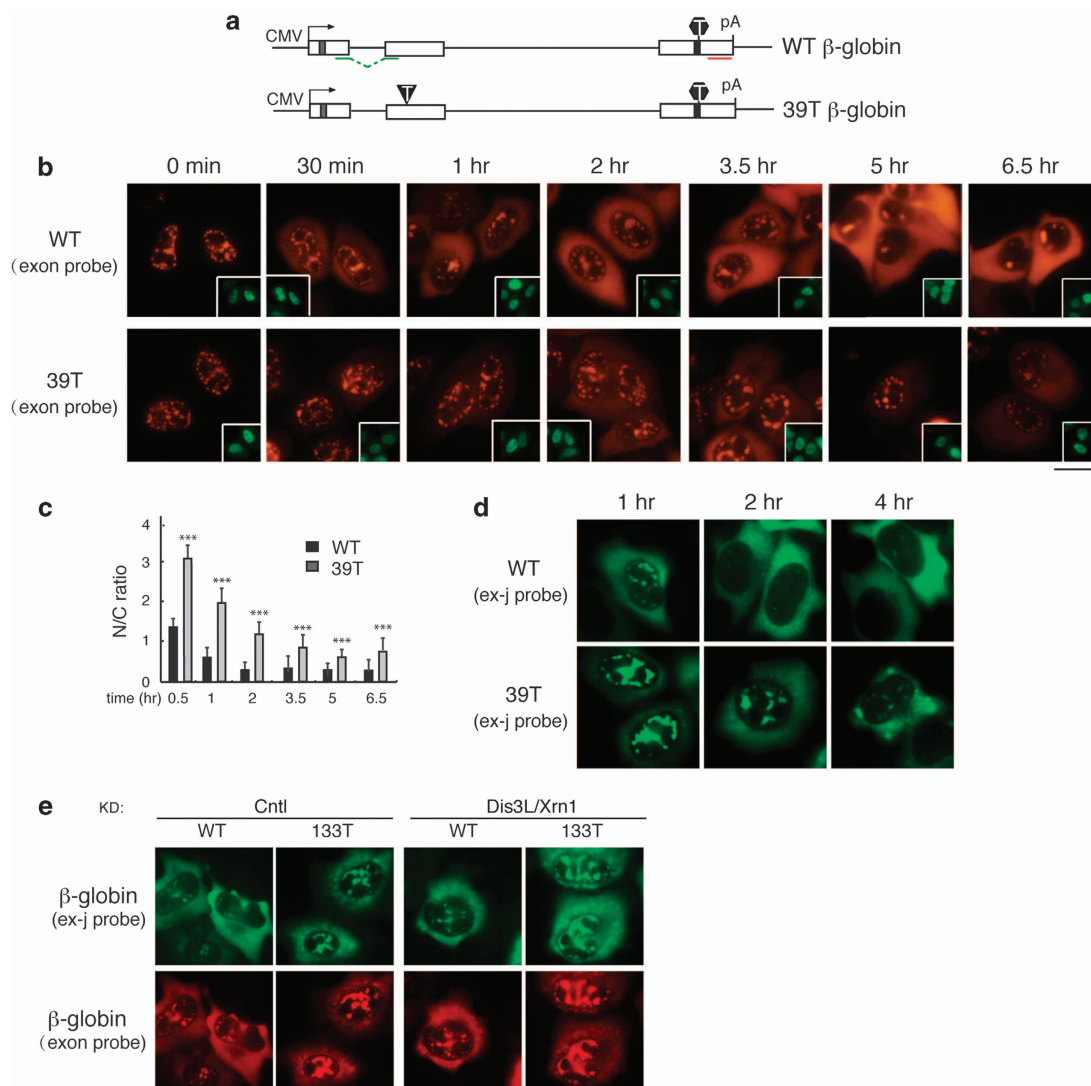 a
CMV
T
pA
WT β-globin
CMV
T
T
pA
39T β-globin
b
0 min 30 min 1 hr 2 hr 3.5 hr 5 hr 6.5 hr
WT
(exon probe)
39T
(exon probe)
c
4
3
2
1
0
N/C ratio
WT
39T
*** *** *** *** *** ***
time (hr) 0.5 1 2 3.5 5 6.5
d
1 hr 2 hr 4 hr
WT
(ex-j probe)
39T
(ex-j probe)
e
KD: Cntl Dis3L/Xrn1
WT 133T WT 133T
β-globin
(ex-j probe)
β-globin
(exon probe)